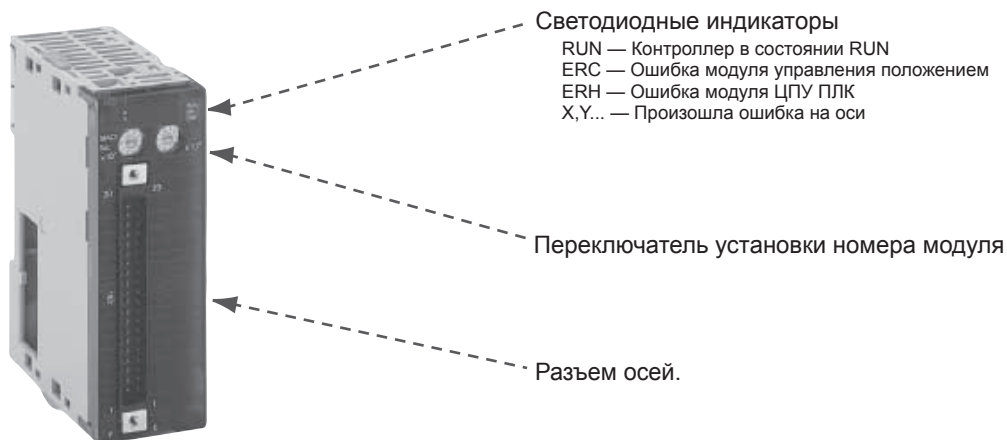 Светодиодные индикаторы
RUN — Контроллер в состоянии RUN
ERC — Ошибка модуля управления положением
ERH — Ошибка модуля ЦПУ ПЛК
X,Y... — Произошла ошибка на оси
Переключатель установки номера модуля
Разъем осей.